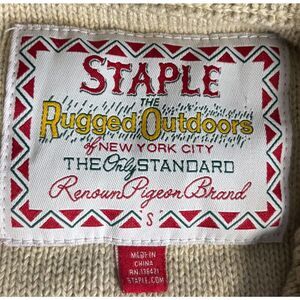 STAPLE
THE
Rugged Outdoors
of NEW YORK CITY
THE Only STANDARD
Renoum Pigeon Brand
S
MADE IN
CHINA
RN:136421
STAPLE.COM